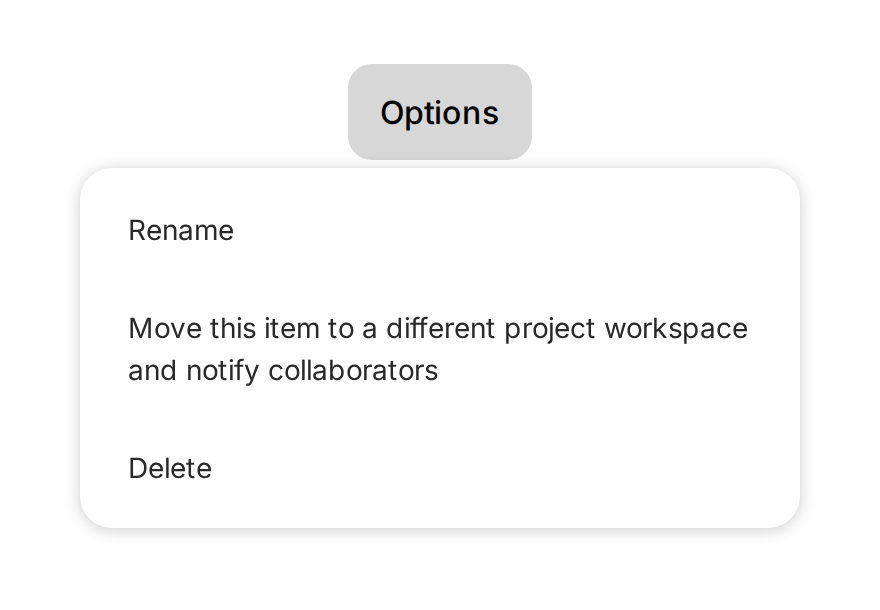 Options
Rename
Move this item to a different project workspace
and notify collaborators
Delete